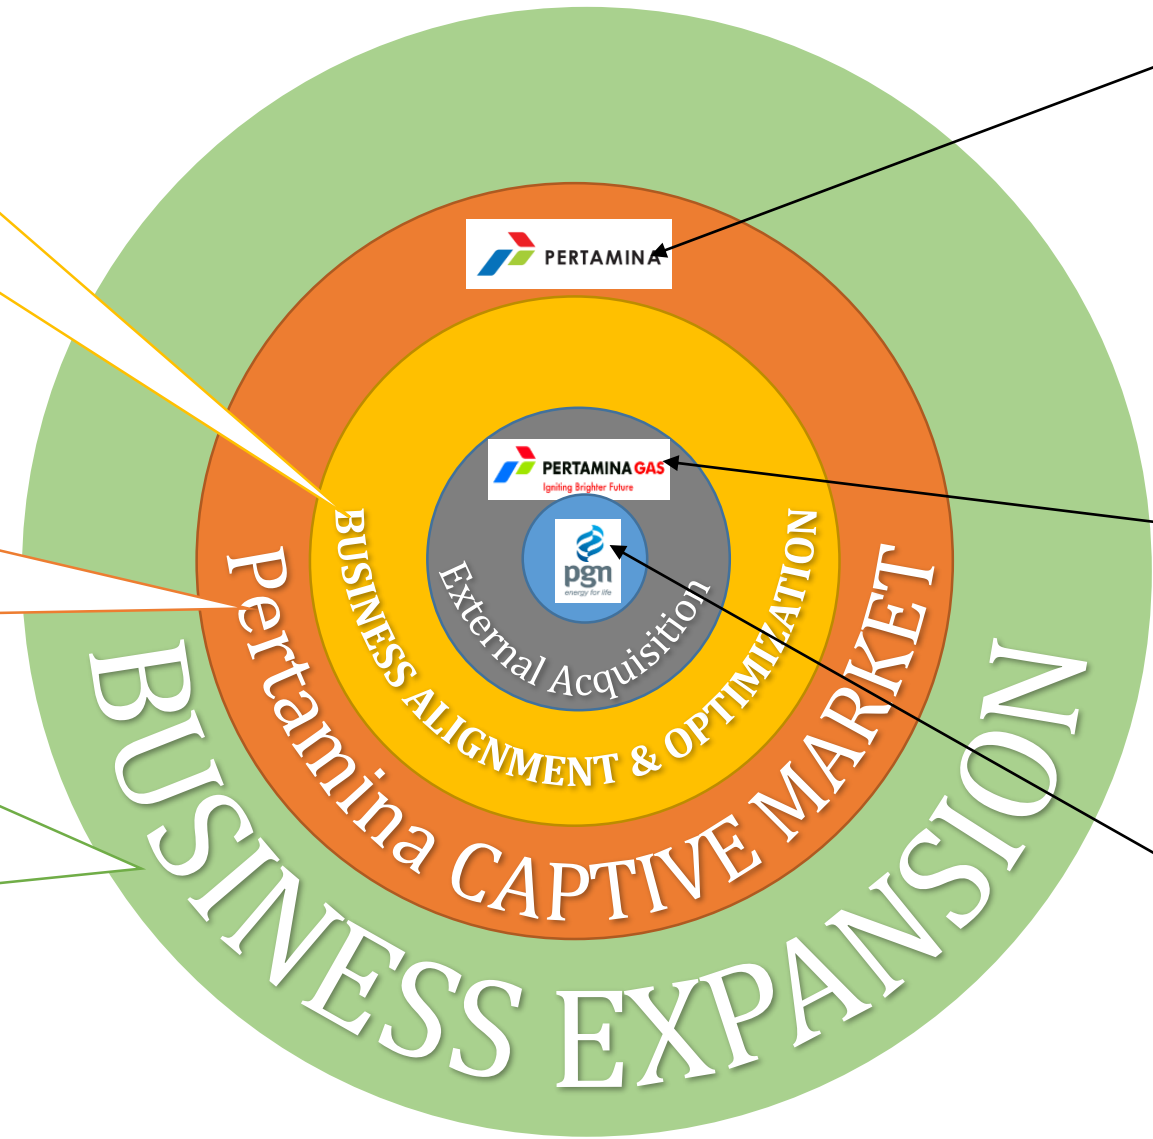 PERTAMINA
PERTAMINA GAS
Igniting Brighter Future
pgn
energy for life
External Acquisition
BUSINESS ALIGNMENT & OPTIMIZATION
Pertamina CAPTIVE MARKET
BUSINESS EXPANSION